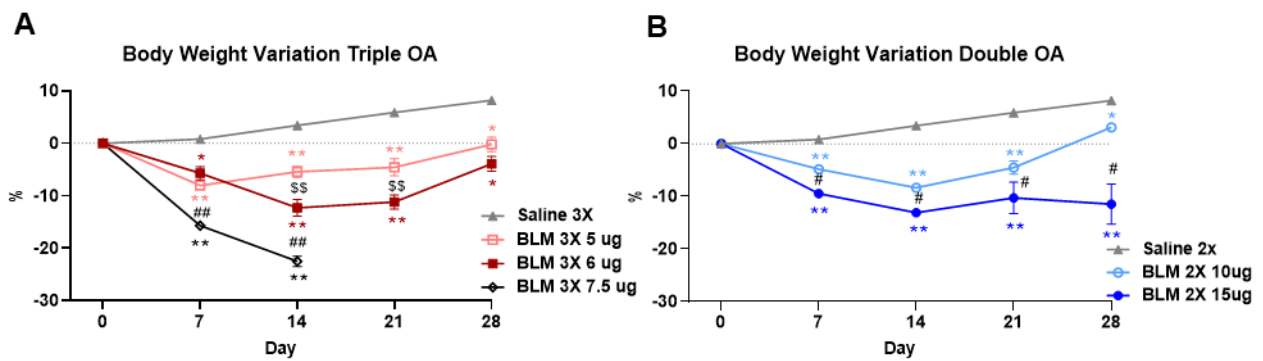 A
Body Weight Variation Triple OA
%
10
0
-10
-20
-30
0 7 14 21 28
Day
* ** ## **
$$ ** ** ## **
** $$ **
* *
Saline 3X
BLM 3X 5 ug
BLM 3X 6 ug
BLM 3X 7.5 ug
B
Body Weight Variation Double OA
%
10
0
-10
-20
-30
0 7 14 21 28
Day
** # **
** # **
** # **
* # **
Saline 2x
BLM 2X 10ug
BLM 2X 15ug